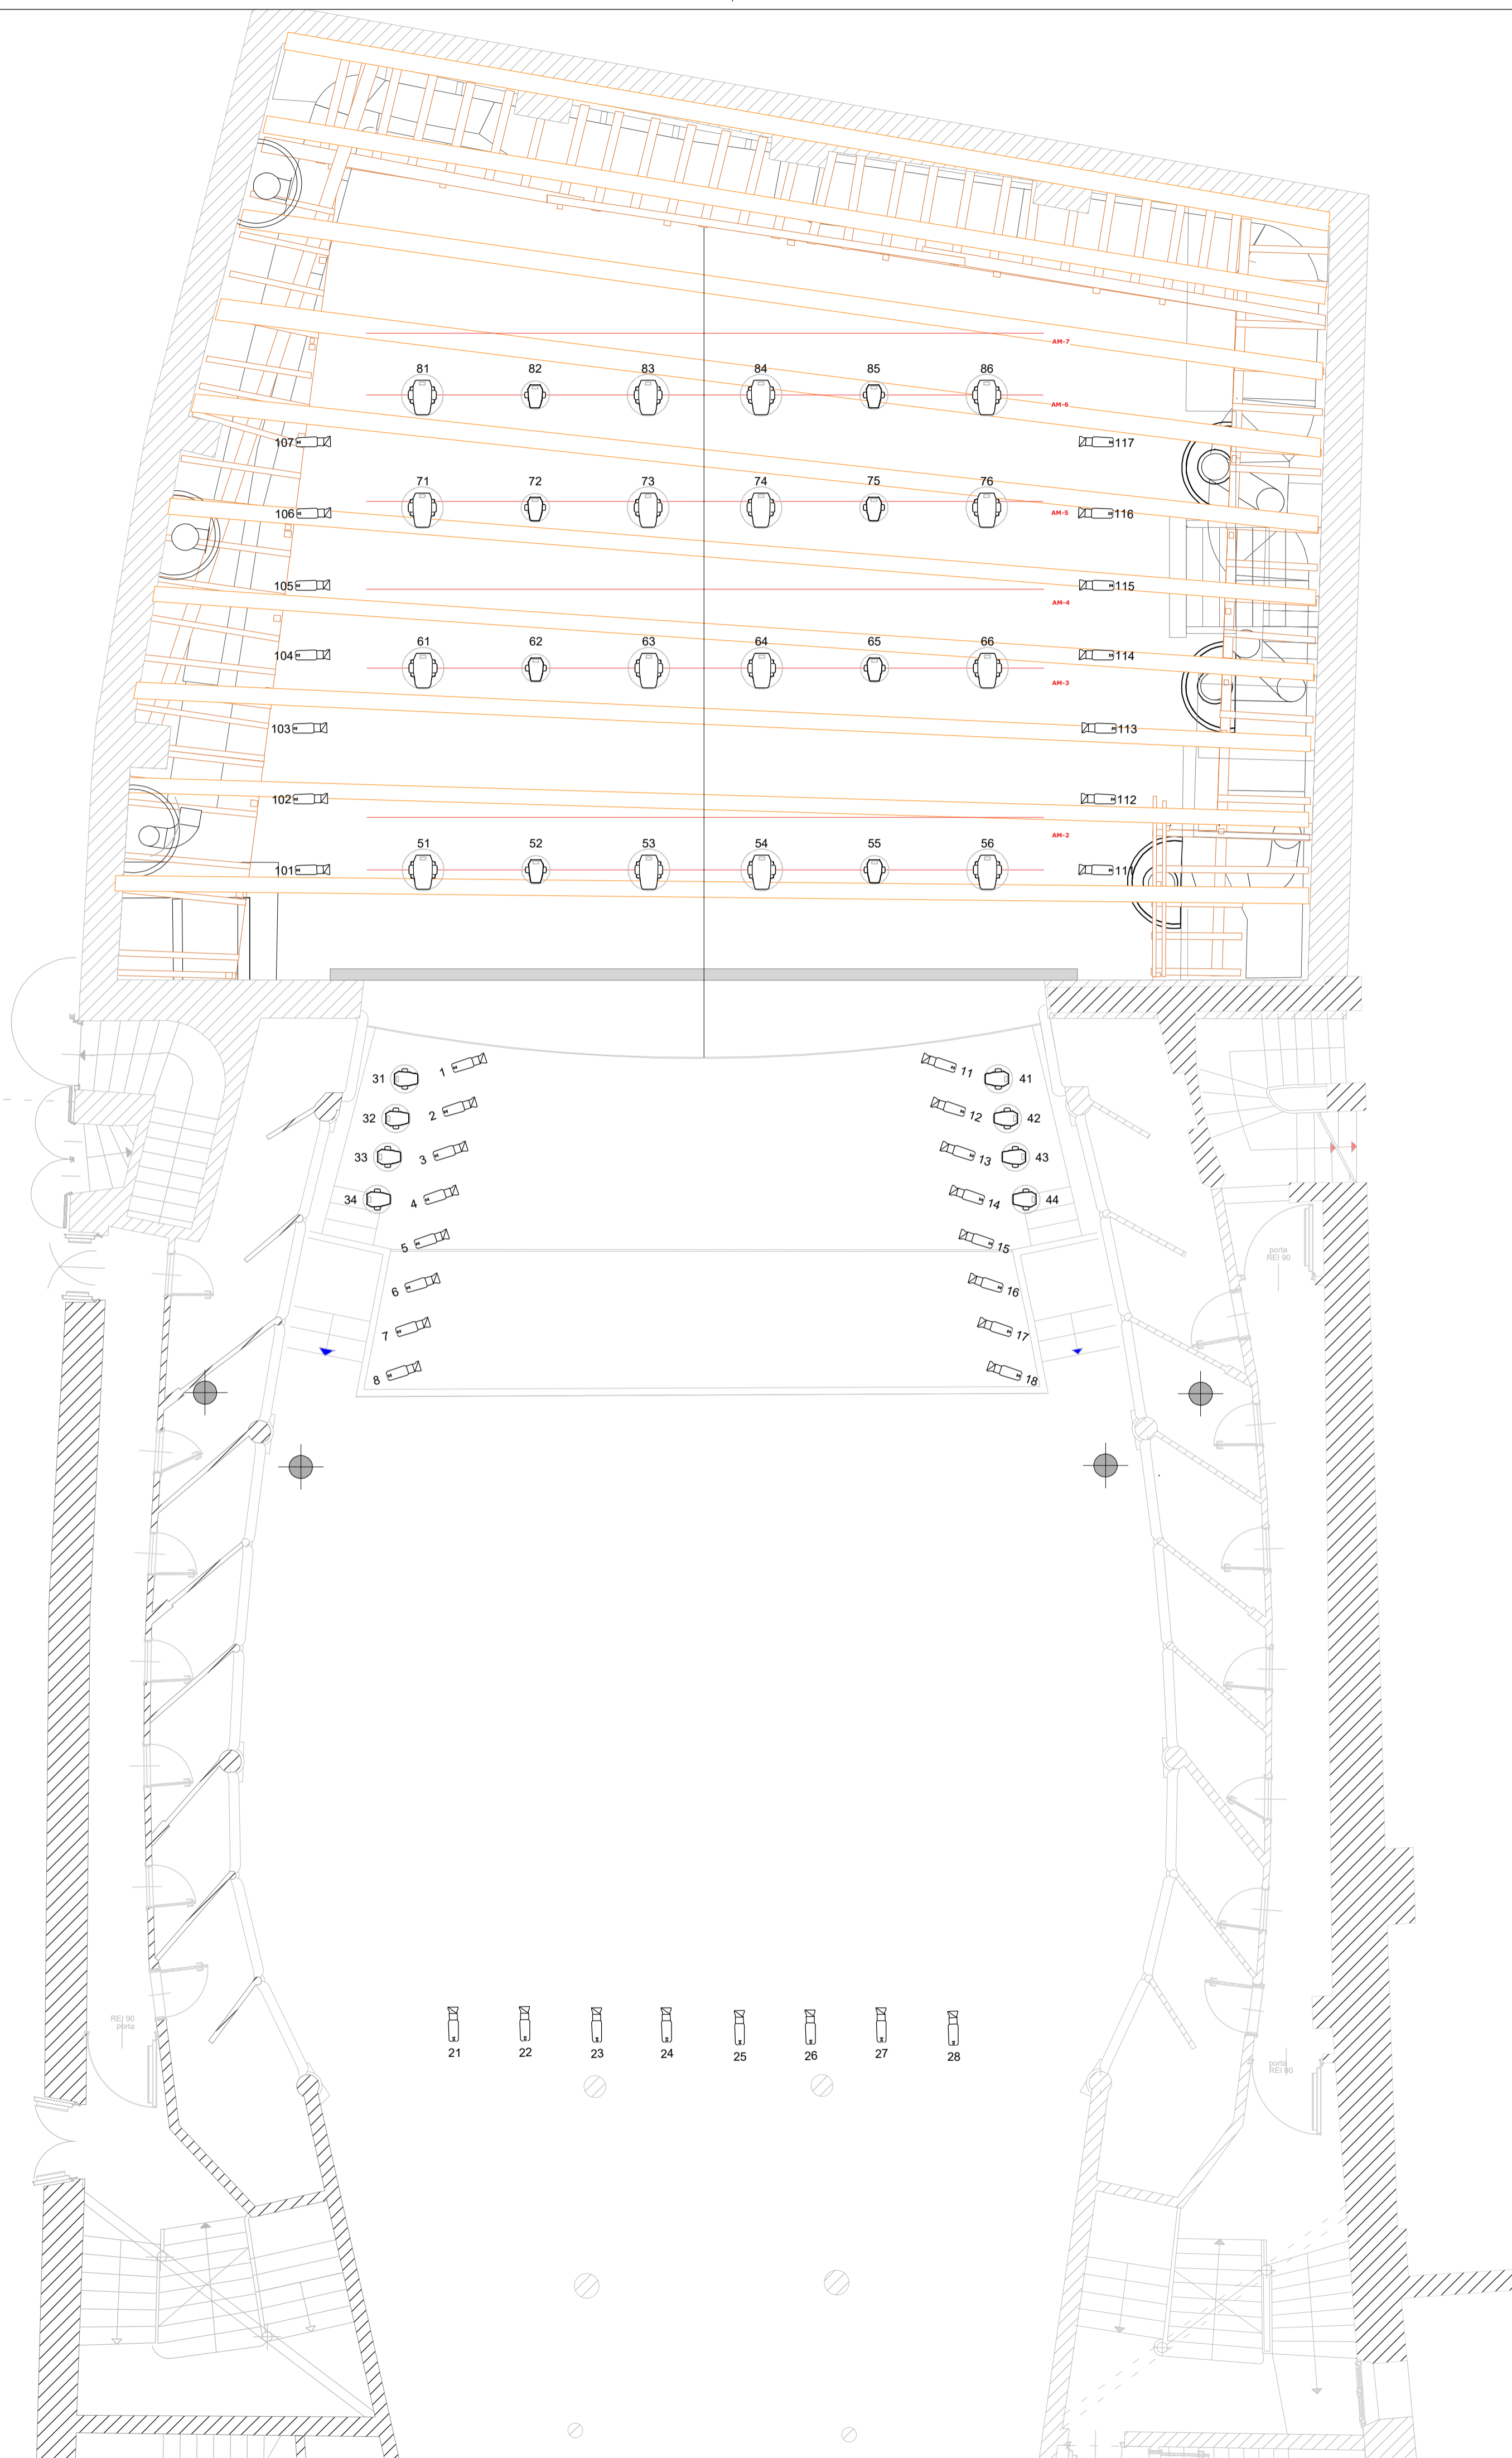 AM-7
81 82 83 84 85 86
AM-6
107 117
71 72 73 74 75 76
106 AM-5 116
105 115
AM-4
61 62 63 64 65 66
104 114
AM-3
103 113
102 112
AM-2
51 52 53 54 55 56
101 111
31 1 11 41
32 2 12 42
33 3 13 43
34 4 14 44
5 15
porta
REI 90
6 16
7 17
8 18
REI 90
porta
21 22 23 24 25 26 27 28
porta
REI 90